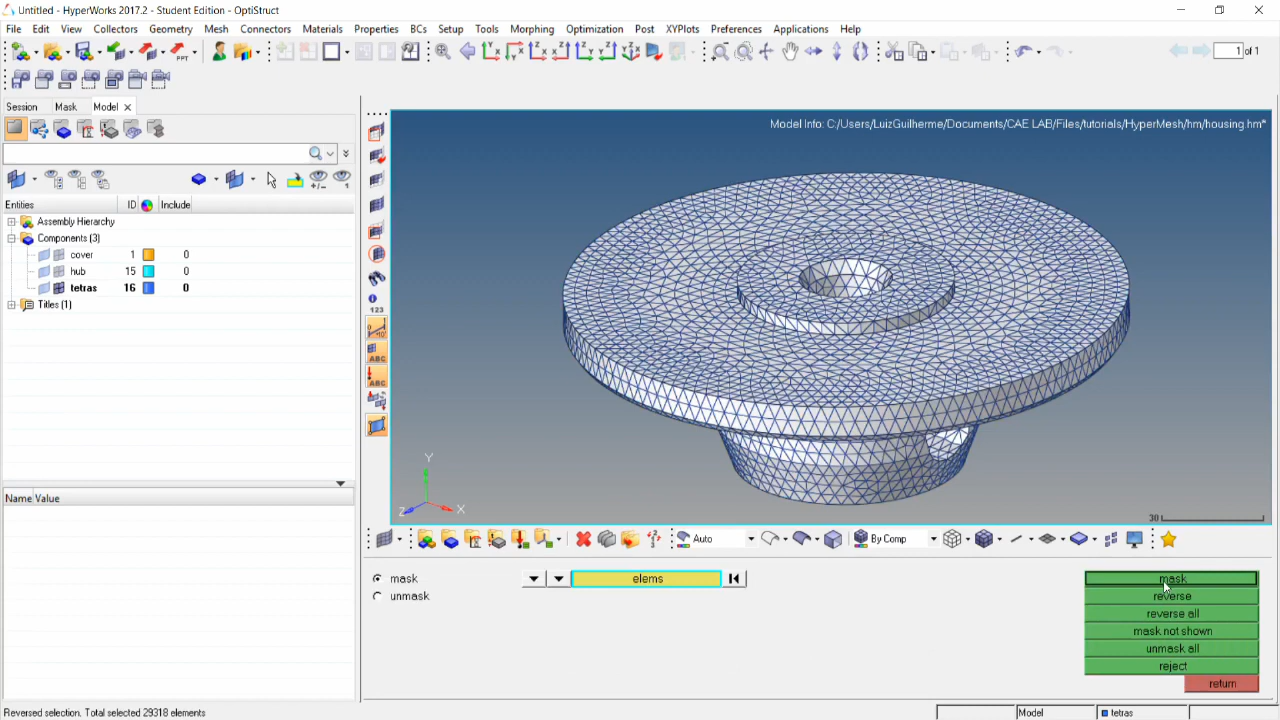 Untitled - HyperWorks 2017.2 - Student Edition - OptiStruct
File Edit View Collectors Geometry Mesh Connectors Materials Properties BCs Setup Tools Morphing Optimization Post XYPlots Preferences Applications Help
1 of 1
Session Mask Model
Entities ID Include
Assembly Hierarchy
Components (3)
cover 1 0
hub 15 0
tetras 16 0
Titles (1)
Name Value
123
ABC
ABC
Model Info: C:/Users/LuizGuilherme/Documents/CAE LAB/Files/tutorials/HyperMesh/hm/housing.hm*
Y
Z X
30
Auto By Comp
mask elems mask
unmask reverse
reverse all
mask not shown
unmask all
reject
return
Reversed selection. Total selected 29318 elements Model tetras